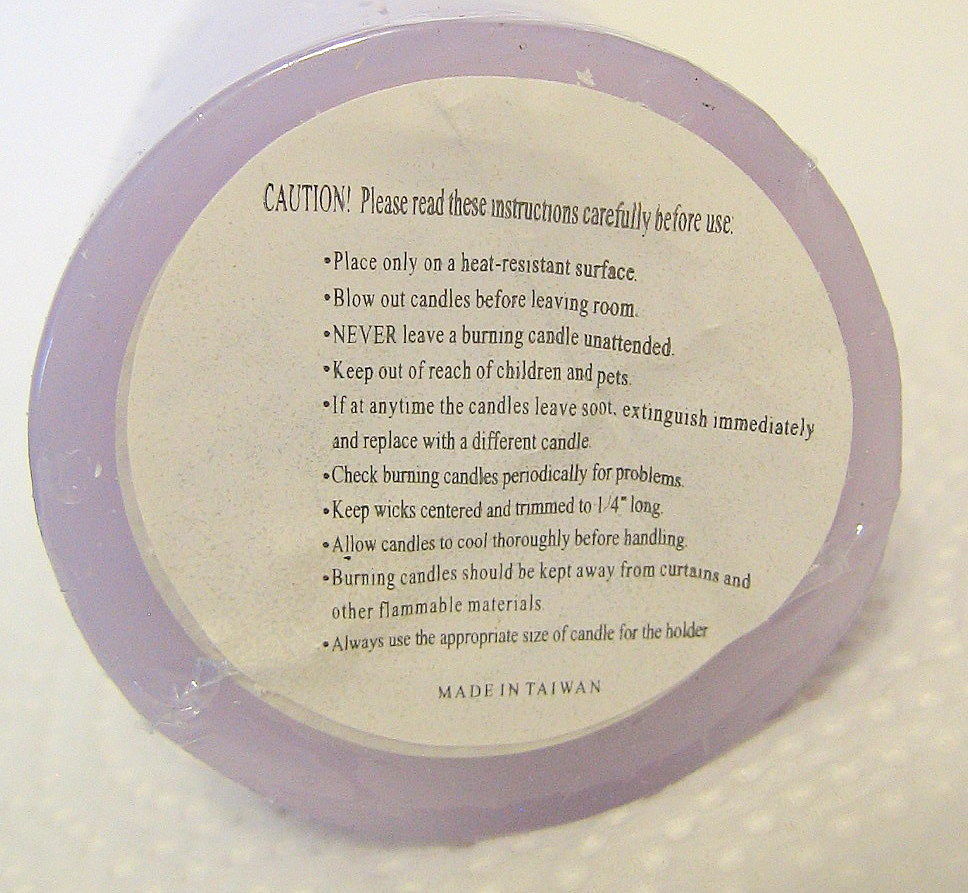 CAUTION! Please read these instructions carefully before use:
•Place only on a heat-resistant surface.
•Blow out candles before leaving room.
•NEVER leave a burning candle unattended.
•Keep out of reach of children and pets.
•If at anytime the candles leave soot, extinguish immediately
and replace with a different candle.
•Check burning candles periodically for problems.
•Keep wicks centered and trimmed to 1/4" long.
•Allow candles to cool thoroughly before handling.
•Burning candles should be kept away from curtains and
other flammable materials.
•Always use the appropriate size of candle for the holder
MADE IN TAIWAN